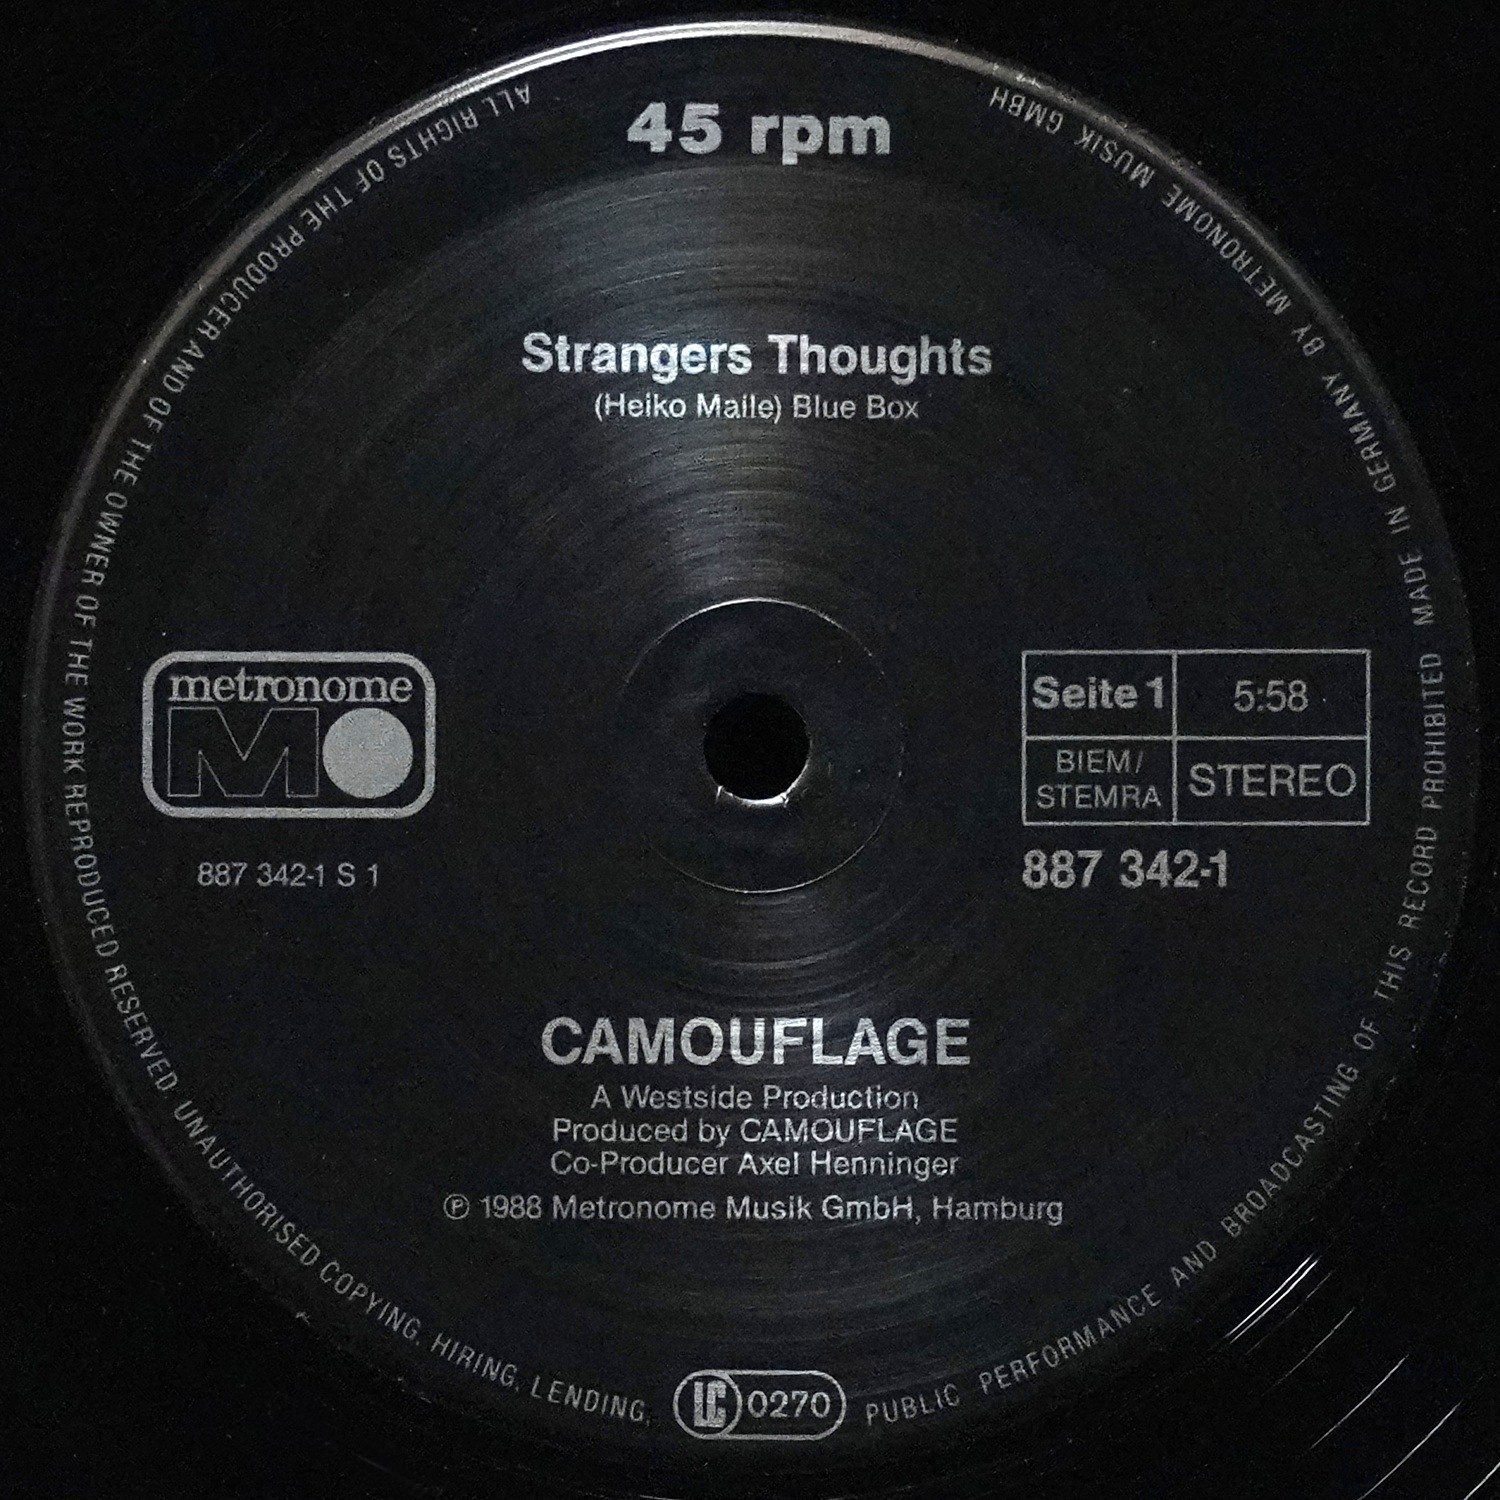 45 rpm
Strangers Thoughts
(Heiko Maile) Blue Box
metronome
M
887 342-1 S 1
Seite 1
5:58
BIEM/
STEMRA
STEREO
887 342-1
CAMOUFLAGE
A Westside Production
Produced by CAMOUFLAGE
Co-Producer Axel Henninger
℗ 1988 Metronome Musik GmbH, Hamburg
LC 0270
ALL RIGHTS OF THE PRODUCER AND OF THE OWNER OF THE WORK REPRODUCED RESERVED. UNAUTHORISED COPYING, HIRING, LENDING, PUBLIC PERFORMANCE AND BROADCASTING OF THIS RECORD PROHIBITED MADE IN GERMANY BY METRONOME MUSIK GMBH